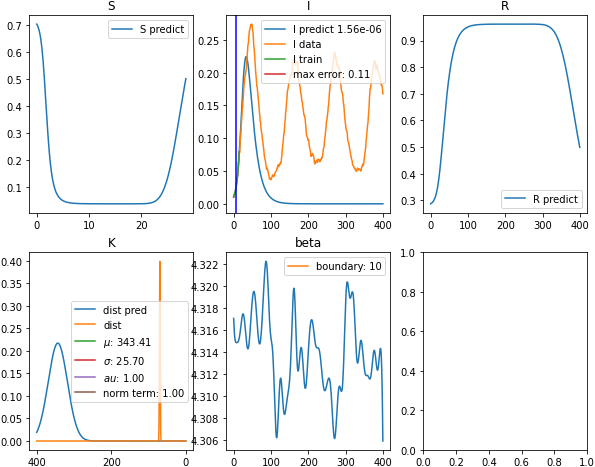 S
0.7
0.6
0.5
0.4
0.3
0.2
0.1
0 10 20
S predict
I
0.25
0.20
0.15
0.10
0.05
0.00
0 100 200 300 400
I predict 1.56e-06
I data
I train
max error: 0.11
R
0.9
0.8
0.7
0.6
0.5
0.4
0.3
0 100 200 300 400
R predict
K
0.40
0.35
0.30
0.25
0.20
0.15
0.10
0.05
0.00
400 200 0
dist pred
dist
μ: 343.41
σ: 25.70
au: 1.00
norm term: 1.00
beta
4.322
4.320
4.318
4.316
4.314
4.312
4.310
4.308
4.306
0 100 200 300 400
boundary: 10
1.0
0.8
0.6
0.4
0.2
0.0
0.0 0.2 0.4 0.6 0.8 1.0